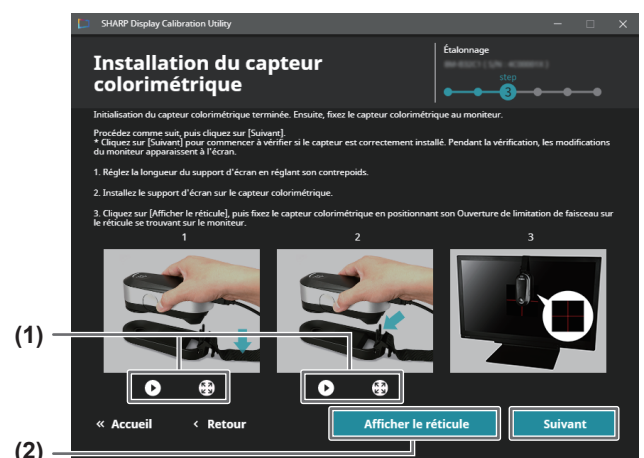 SHARP Display Calibration Utility
Installation du capteur
colorimétrique
Étalonnage
step
3
Initialisation du capteur colorimétrique terminée. Ensuite, fixez le capteur colorimétrique au moniteur.
Procédez comme suit, puis cliquez sur [Suivant].
* Cliquez sur [Suivant] pour commencer à vérifier si le capteur est correctement installé. Pendant la vérification, les modifications
du moniteur apparaissent à l'écran.
1. Réglez la longueur du support d'écran en réglant son contrepoids.
2. Installez le support d'écran sur le capteur colorimétrique.
3. Cliquez sur [Afficher le réticule], puis fixez le capteur colorimétrique en positionnant son Ouverture de limitation de faisceau sur
le réticule se trouvant sur le moniteur.
1 2 3
(1)
« Accueil ‹ Retour Afficher le réticule Suivant
(2)